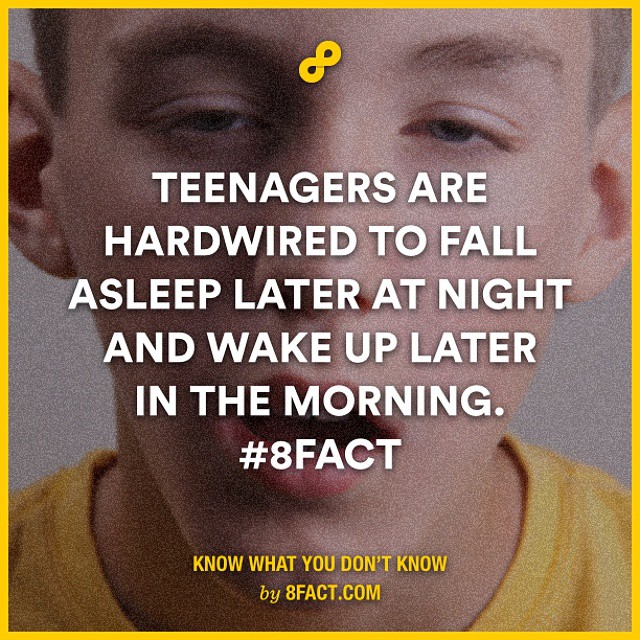 TEENAGERS ARE
HARDWIRED TO FALL
ASLEEP LATER AT NIGHT
AND WAKE UP LATER
IN THE MORNING.
#8FACT
KNOW WHAT YOU DON'T KNOW
by 8FACT.COM